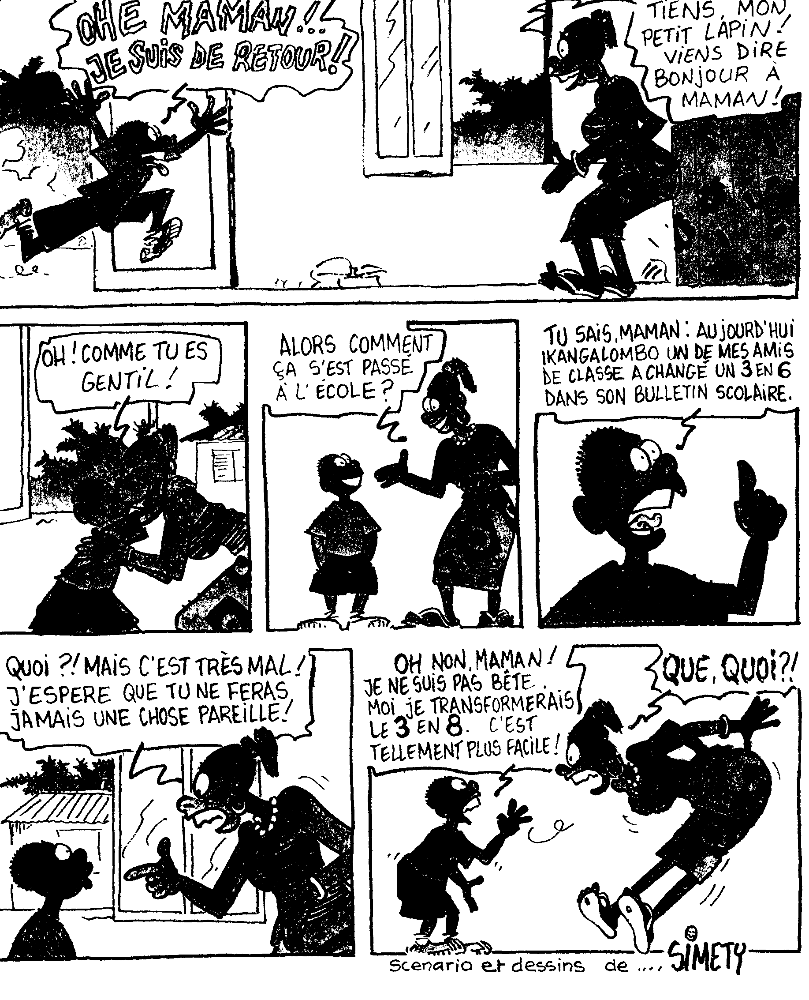 OHE MAMAN!!
JE SUIS DE RETOUR!
TIENS, MON
PETIT LAPIN!
VIENS DIRE
BONJOUR À
MAMAN!
OH! COMME TU ES
GENTIL!
ALORS COMMENT
ÇA S'EST PASSÉ
À L'ÉCOLE?
TU SAIS, MAMAN: AUJOURD'HUI
IKANGALOMBO UN DE MES AMIS
DE CLASSE A CHANGÉ UN 3 EN 6
DANS SON BULLETIN SCOLAIRE.
QUOI ?! MAIS C'EST TRÈS MAL!
J'ESPERE QUE TU NE FERAS
JAMAIS UNE CHOSE PAREILLE!
OH NON, MAMAN!
JE NE SUIS PAS BÊTE.
MOI JE TRANSFORMERAIS
LE 3 EN 8. C'EST
TELLEMENT PLUS FACILE!
QUE, QUOI?!
Scenario et dessins de .... SIMETY